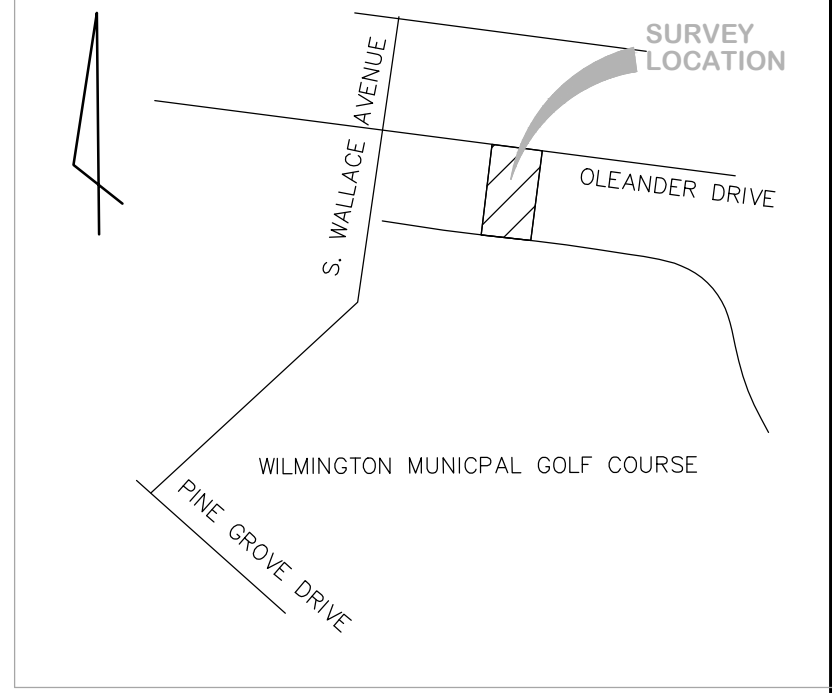 SURVEY
LOCATION
S. WALLACE AVENUE
OLEANDER DRIVE
WILMINGTON MUNICPAL GOLF COURSE
PINE GROVE DRIVE